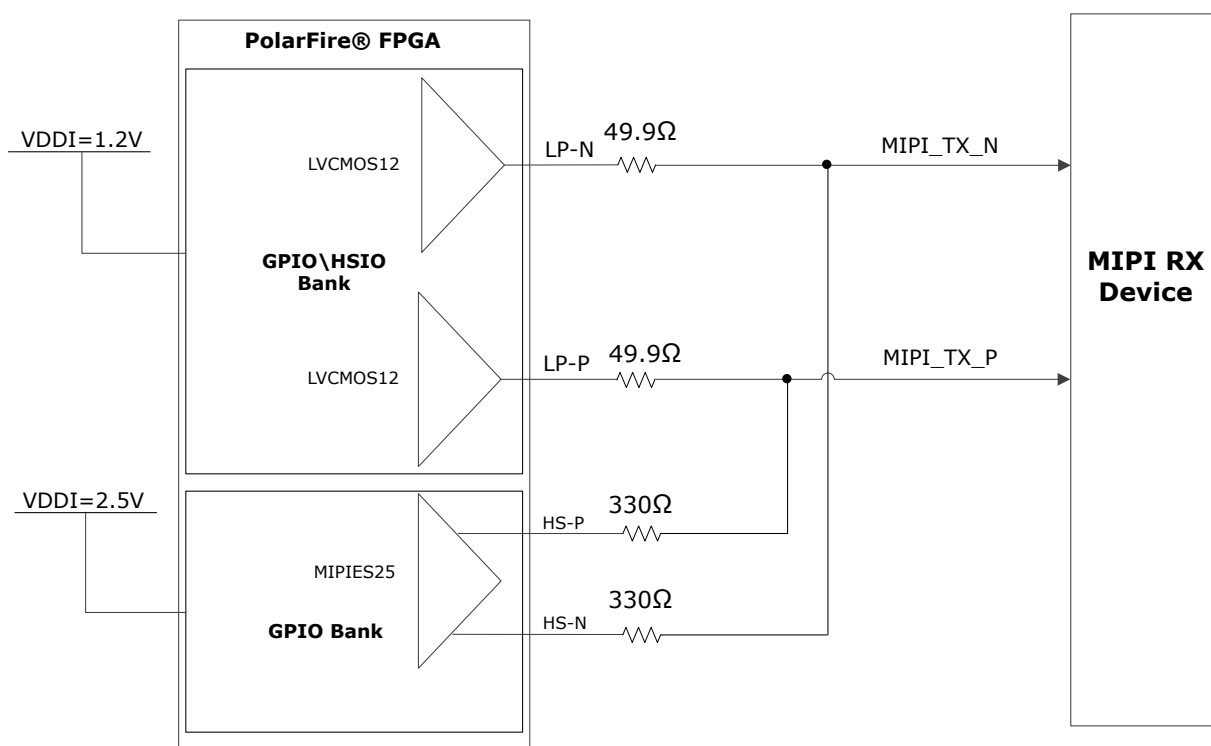 PolarFire® FPGA
VDDI=1.2V
LVCMOS12
LP-N
49.9Ω
MIPI_TX_N
GPIO\HSIO
Bank
MIPI RX
Device
LVCMOS12
LP-P
49.9Ω
MIPI_TX_P
VDDI=2.5V
HS-P
330Ω
MIPIES25
GPIO Bank
HS-N
330Ω